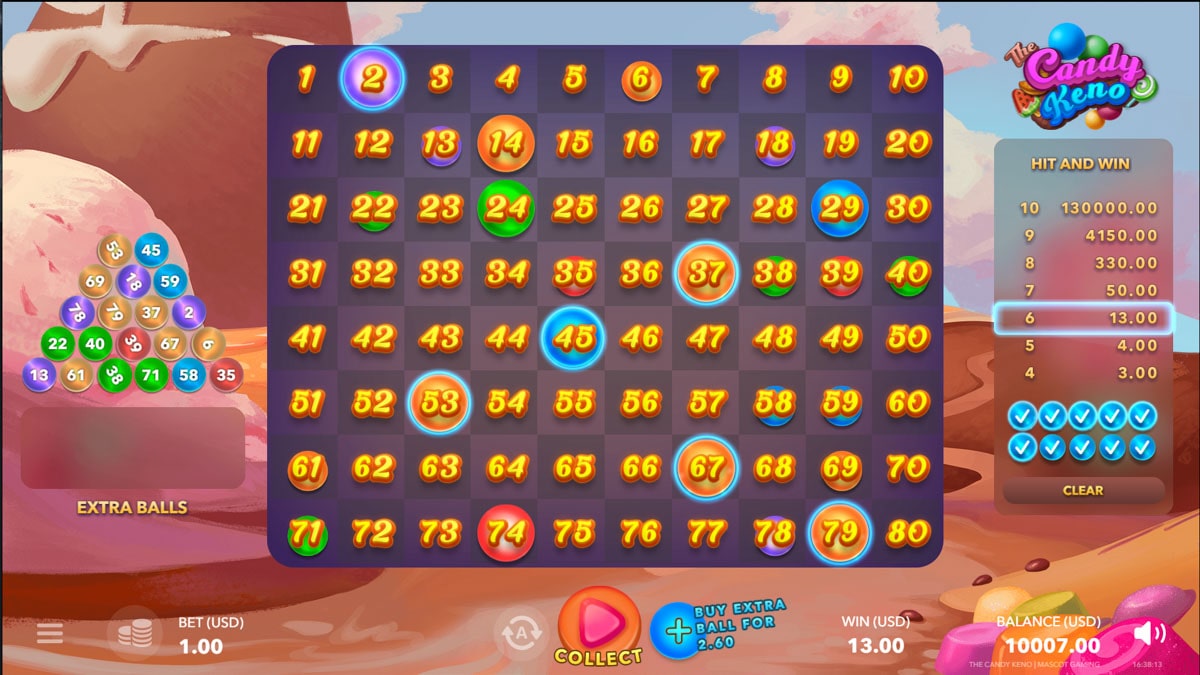 The
Candy
Keno
1 2 3 4 5 6 7 8 9 10
11 12 13 14 15 16 17 18 19 20
21 22 23 24 25 26 27 28 29 30
31 32 33 34 35 36 37 38 39 40
41 42 43 44 45 46 47 48 49 50
51 52 53 54 55 56 57 58 59 60
61 62 63 64 65 66 67 68 69 70
71 72 73 74 75 76 77 78 79 80
53 45
69 18 59
78 79 37 2
22 40 39 67 6
13 61 38 71 58 35
EXTRA BALLS
HIT AND WIN
10 130000.00
9 4150.00
8 330.00
7 50.00
6 13.00
5 4.00
4 3.00
CLEAR
BET (USD)
1.00
A
COLLECT
BUY EXTRA
BALL FOR
2.60
WIN (USD)
13.00
BALANCE (USD)
10007.00
THE CANDY KENO | MASCOT GAMING
16:38:13